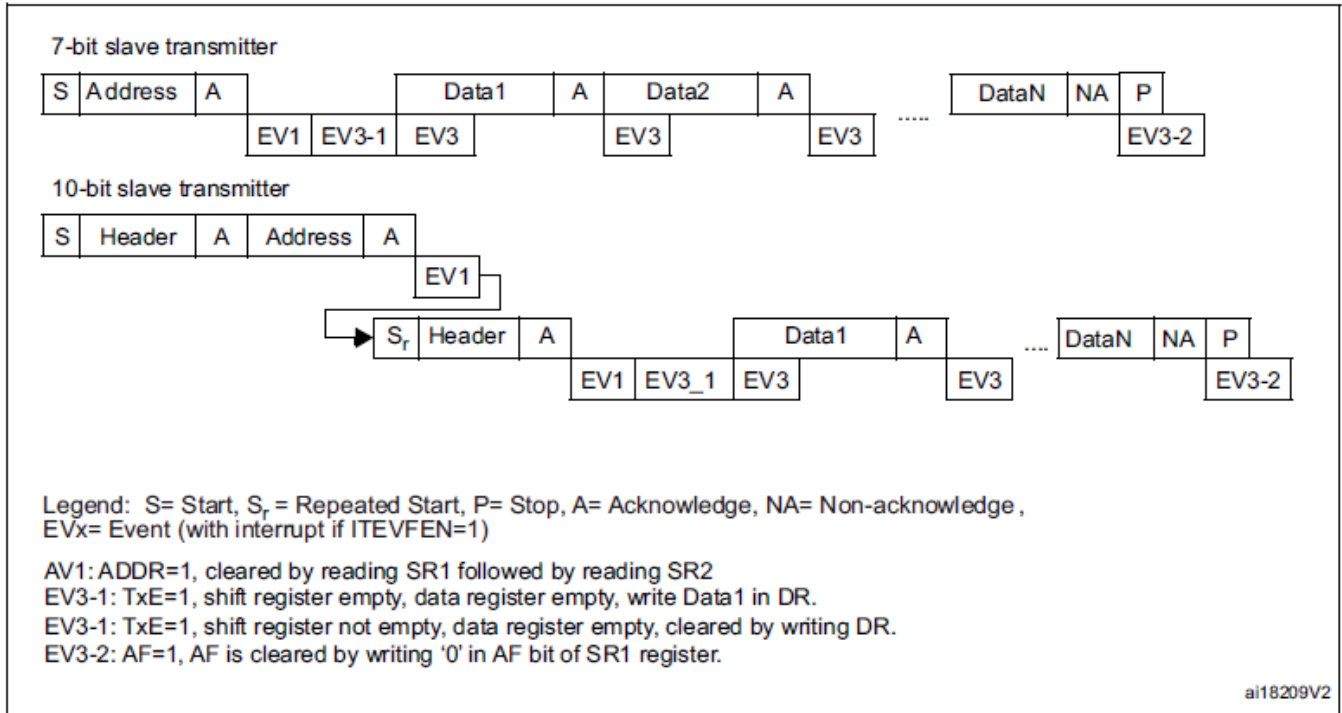 7-bit slave transmitter
S Address A Data1 A Data2 A ..... DataN NA P
EV1 EV3-1 EV3 EV3 EV3 EV3-2
10-bit slave transmitter
S Header A Address A
EV1
Sr Header A Data1 A .... DataN NA P
EV1 EV3_1 EV3 EV3 EV3-2
Legend: S= Start, Sr = Repeated Start, P= Stop, A= Acknowledge, NA= Non-acknowledge,
EVx= Event (with interrupt if ITEVFEN=1)
AV1: ADDR=1, cleared by reading SR1 followed by reading SR2
EV3-1: TxE=1, shift register empty, data register empty, write Data1 in DR.
EV3-1: TxE=1, shift register not empty, data register empty, cleared by writing DR.
EV3-2: AF=1, AF is cleared by writing ‘0’ in AF bit of SR1 register.
ai18209V2